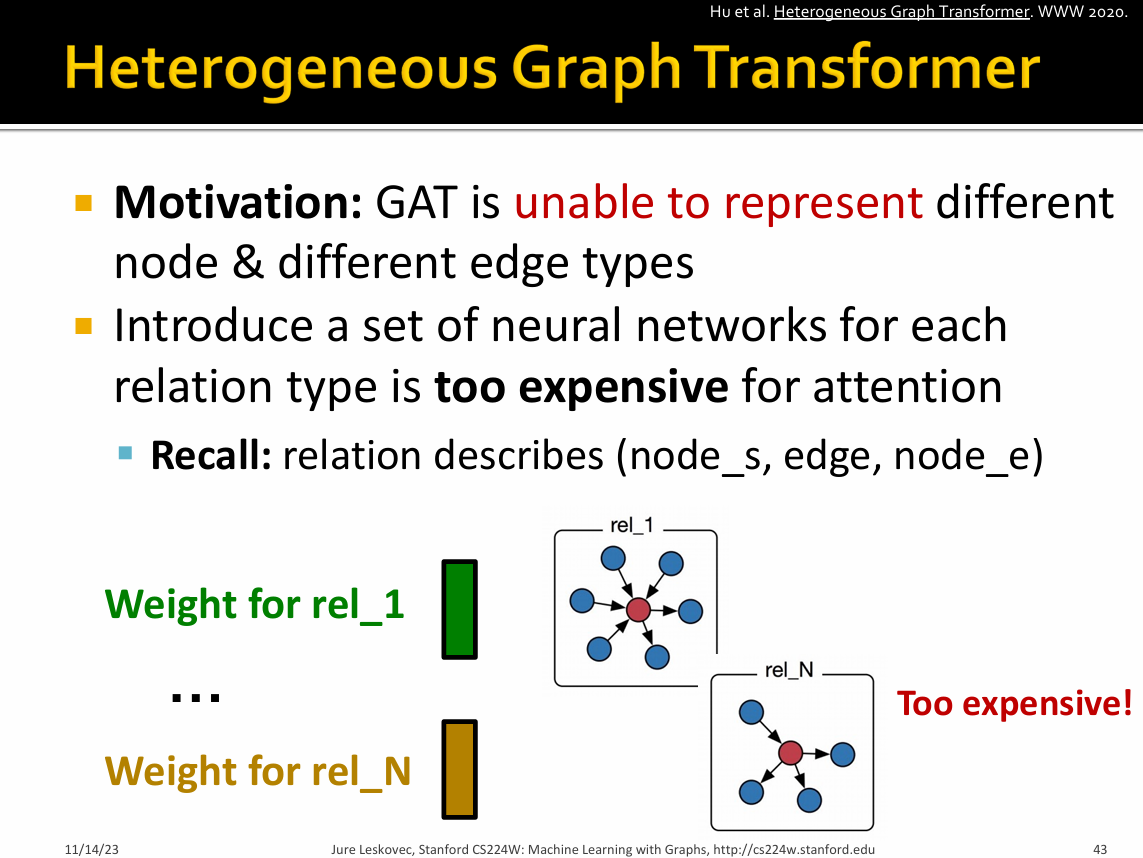 Hu et al. Heterogeneous Graph Transformer. WWW 2020.
Heterogeneous Graph Transformer
Motivation: GAT is unable to represent different
node & different edge types
Introduce a set of neural networks for each
relation type is too expensive for attention
Recall: relation describes (node_s, edge, node_e)
rel_1
Weight for rel_1
…
rel_N
Too expensive!
Weight for rel_N
11/14/23
Jure Leskovec, Stanford CS224W: Machine Learning with Graphs, http://cs224w.stanford.edu
43